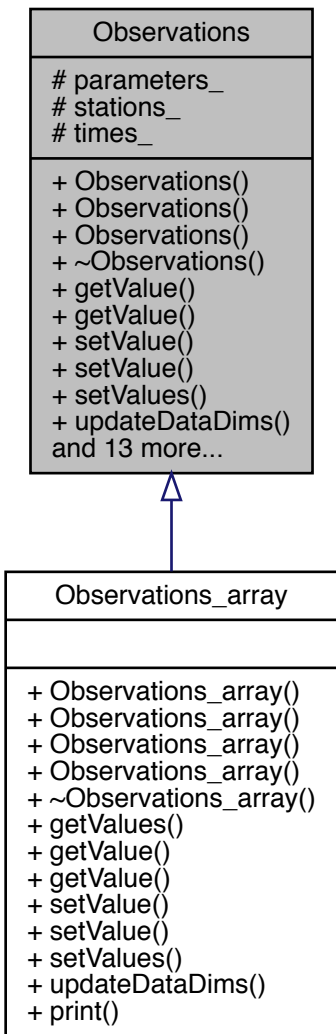 Observations
# parameters_
# stations_
# times_
+ Observations()
+ Observations()
+ Observations()
+ ~Observations()
+ getValue()
+ getValue()
+ setValue()
+ setValue()
+ setValues()
+ updateDataDims()
and 13 more...
Observations_array
+ Observations_array()
+ Observations_array()
+ Observations_array()
+ Observations_array()
+ ~Observations_array()
+ getValues()
+ getValue()
+ getValue()
+ setValue()
+ setValue()
+ setValues()
+ updateDataDims()
+ print()